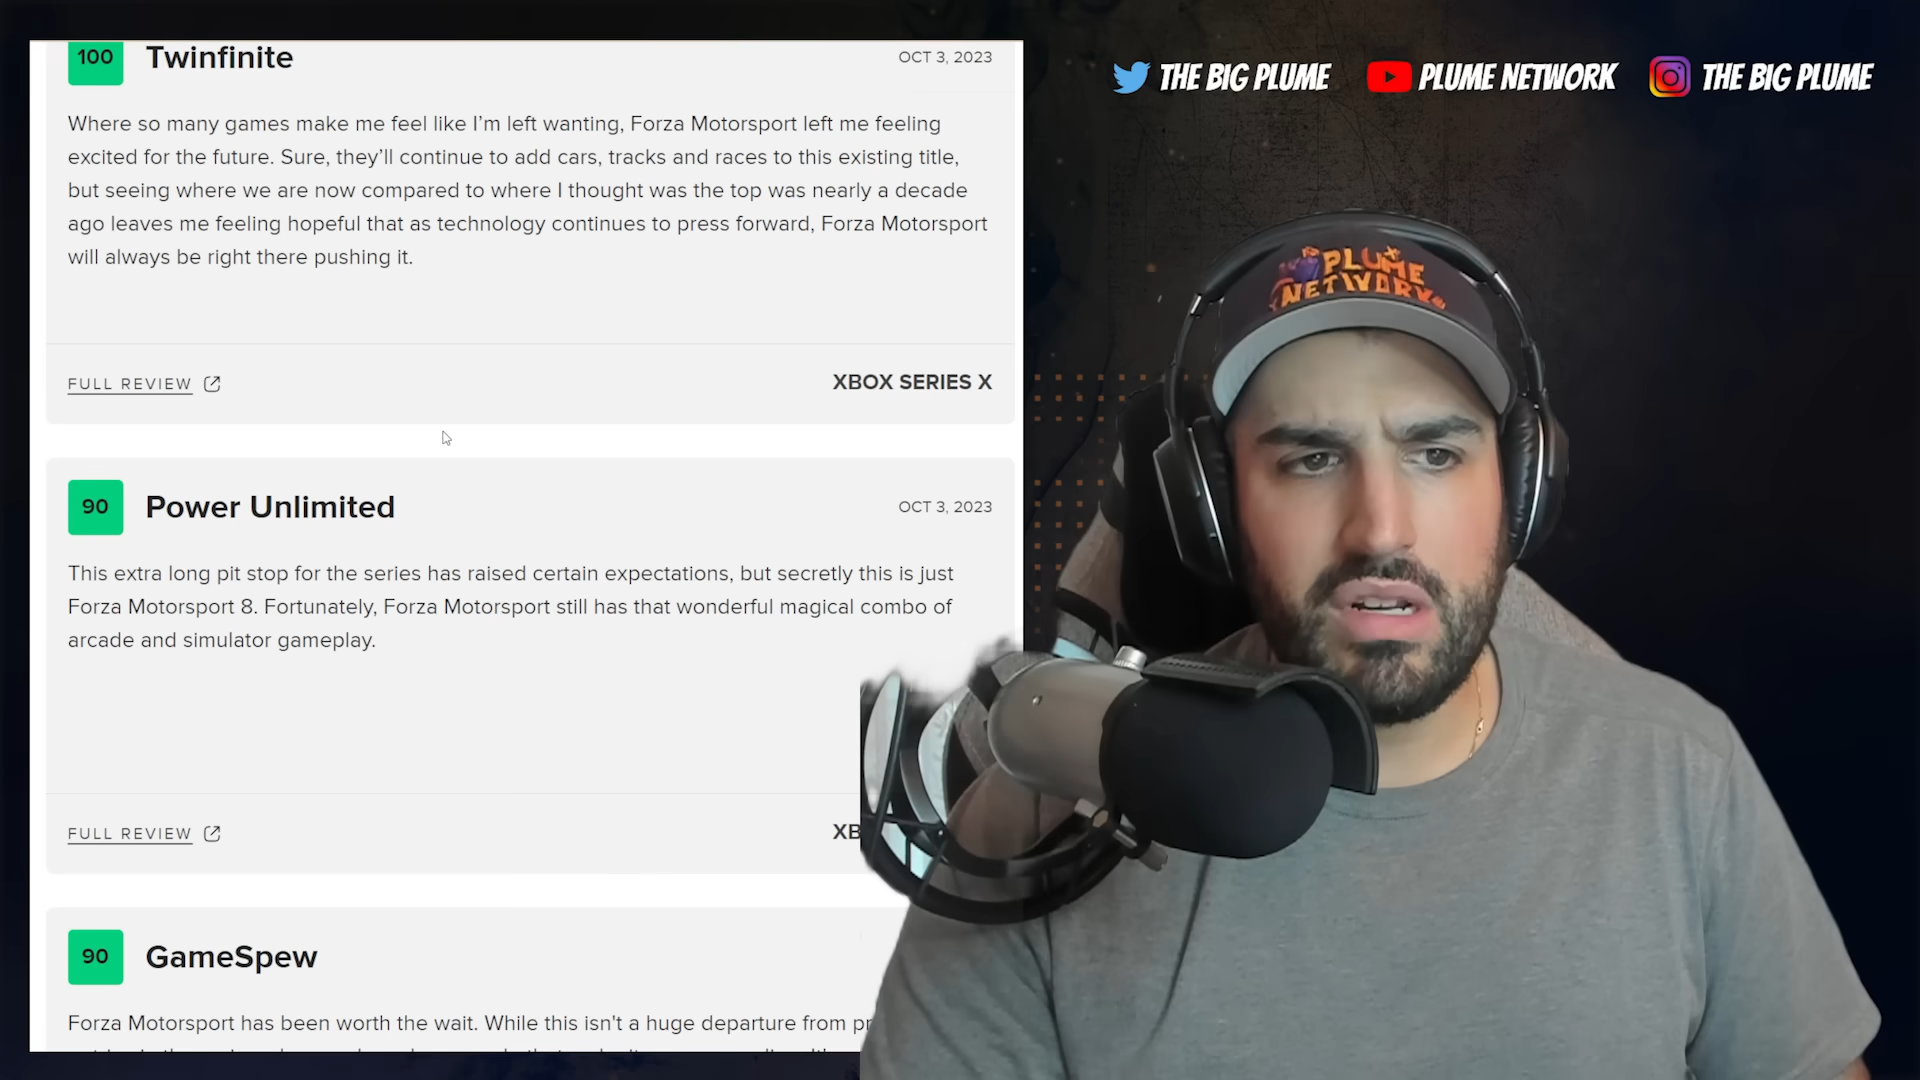 100 Twinfinite OCT 3, 2023
Where so many games make me feel like I'm left wanting, Forza Motorsport left me feeling
excited for the future. Sure, they'll continue to add cars, tracks and races to this existing title,
but seeing where we are now compared to where I thought was the top was nearly a decade
ago leaves me feeling hopeful that as technology continues to press forward, Forza Motorsport
will always be right there pushing it.
FULL REVIEW XBOX SERIES X
90 Power Unlimited OCT 3, 2023
This extra long pit stop for the series has raised certain expectations, but secretly this is just
Forza Motorsport 8. Fortunately, Forza Motorsport still has that wonderful magical combo of
arcade and simulator gameplay.
FULL REVIEW XB
90 GameSpew
Forza Motorsport has been worth the wait. While this isn't a huge departure from
THE BIG PLUME PLUME NETWORK THE BIG PLUME
PLUME
NETWORK